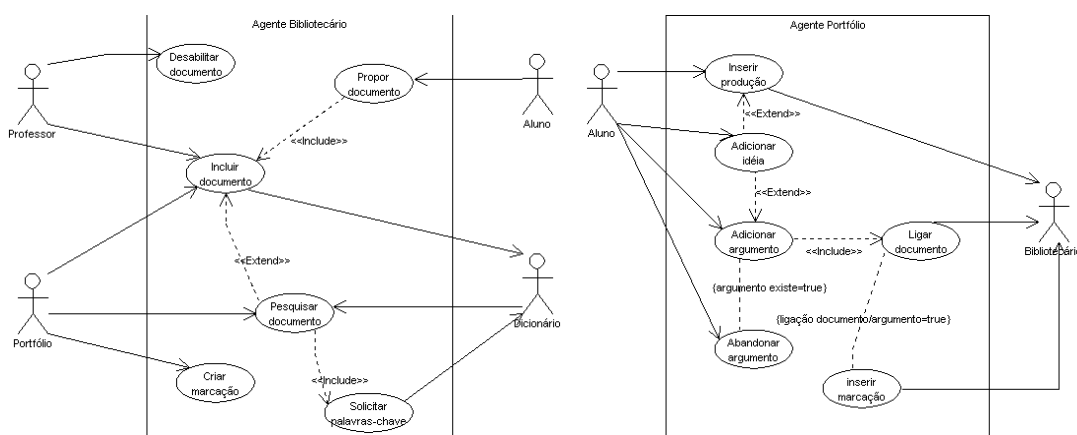 Agente Bibliotecário
Desabilitar
documento
Propor
documento
Professor
Aluno
<<Include>>
Incluir
documento
<<Extend>>
Pesquisar
documento
Portfólio
Dicionário
Criar
marcação
<<Include>>
Solicitar
palavras-chave
Agente Portfólio
Inserir
produção
Aluno
<<Extend>>
Adicionar
idéia
<<Extend>>
Adicionar
argumento
<<Include>>
Ligar
documento
Bibliotecário
{argumento existe=true}
{ligação documento/argumento=true}
Abandonar
argumento
inserir
marcação